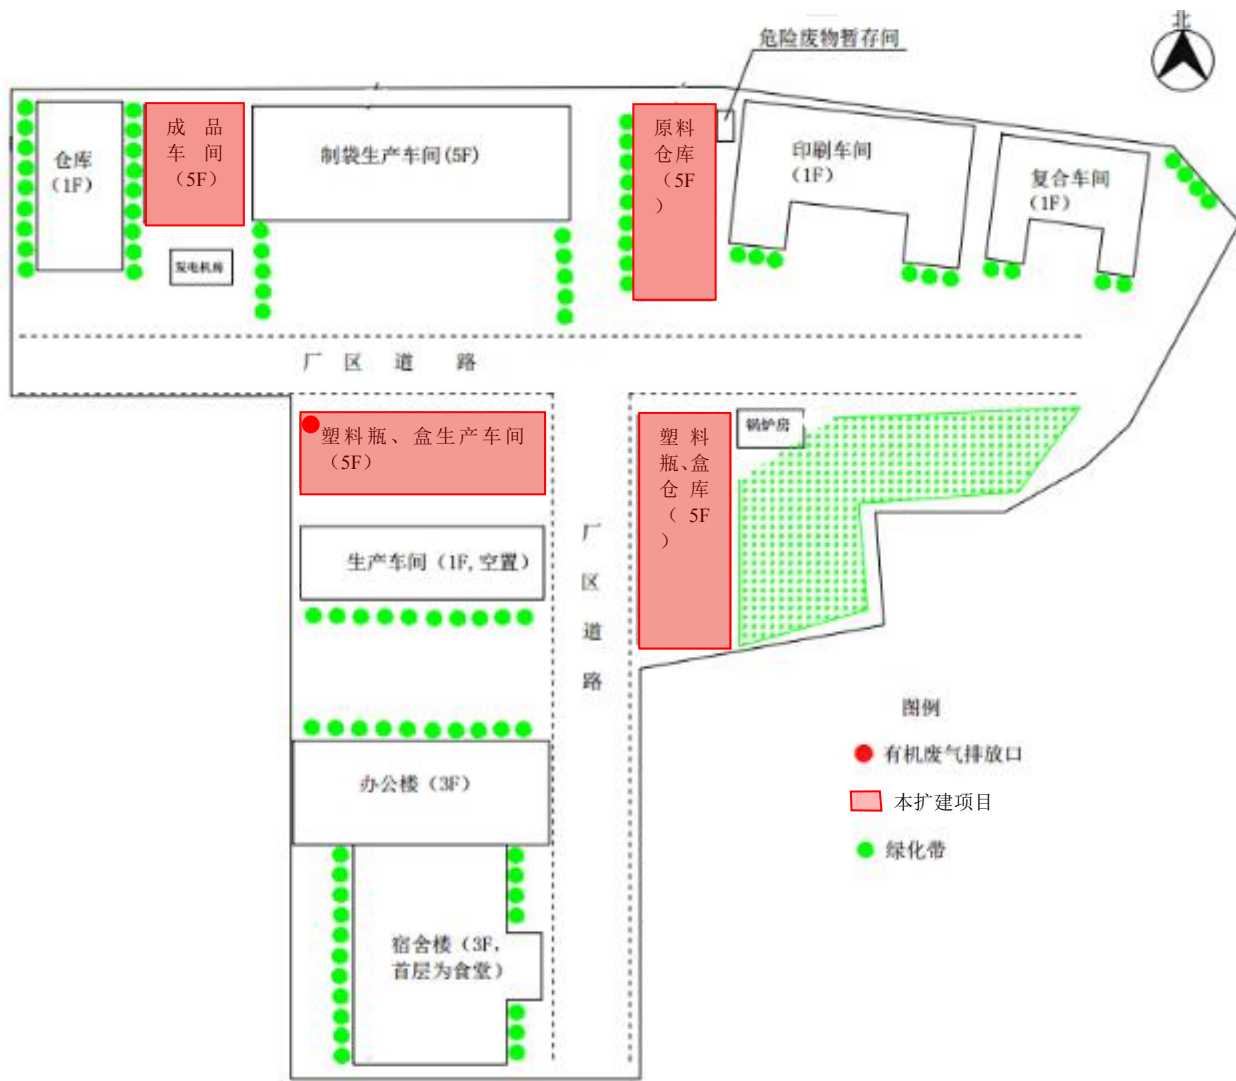 北
危险废物暂存间
仓库
(1F)
成品
车间
(5F)
制袋生产车间(5F)
原料
仓库
(5F
)
印刷车间
(1F)
复合车间
(1F)
发电机房
厂区道路
塑料瓶、盒生产车间
(5F)
塑料
瓶、盒
仓库
(5F
)
锅炉房
生产车间（1F,空置）
厂
区
道
路
办公楼（3F）
宿舍楼（3F,
首层为食堂）
图例
有机废气排放口
本扩建项目
绿化带